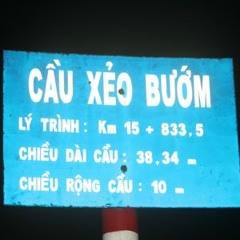 CẦU XẺO BƯỚM
LÝ TRÌNH : Km 15 + 833,5
CHIỀU DÀI CẦU : 38,34 m
CHIỀU RỘNG CẦU : 10 m